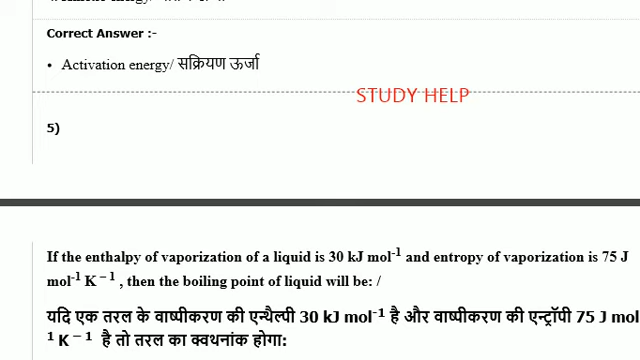 Correct Answer :-
• Activation energy/ सक्रियण ऊर्जा
STUDY HELP
5)
If the enthalpy of vaporization of a liquid is 30 kJ mol⁻¹ and entropy of vaporization is 75 J
mol⁻¹ K⁻¹ , then the boiling point of liquid will be: /
यदि एक तरल के वाष्पीकरण की एन्थैल्पी 30 kJ mol⁻¹ है और वाष्पीकरण की एन्ट्रॉपी 75 J mol
¹ K⁻¹ है तो तरल का क्वथनांक होगा: